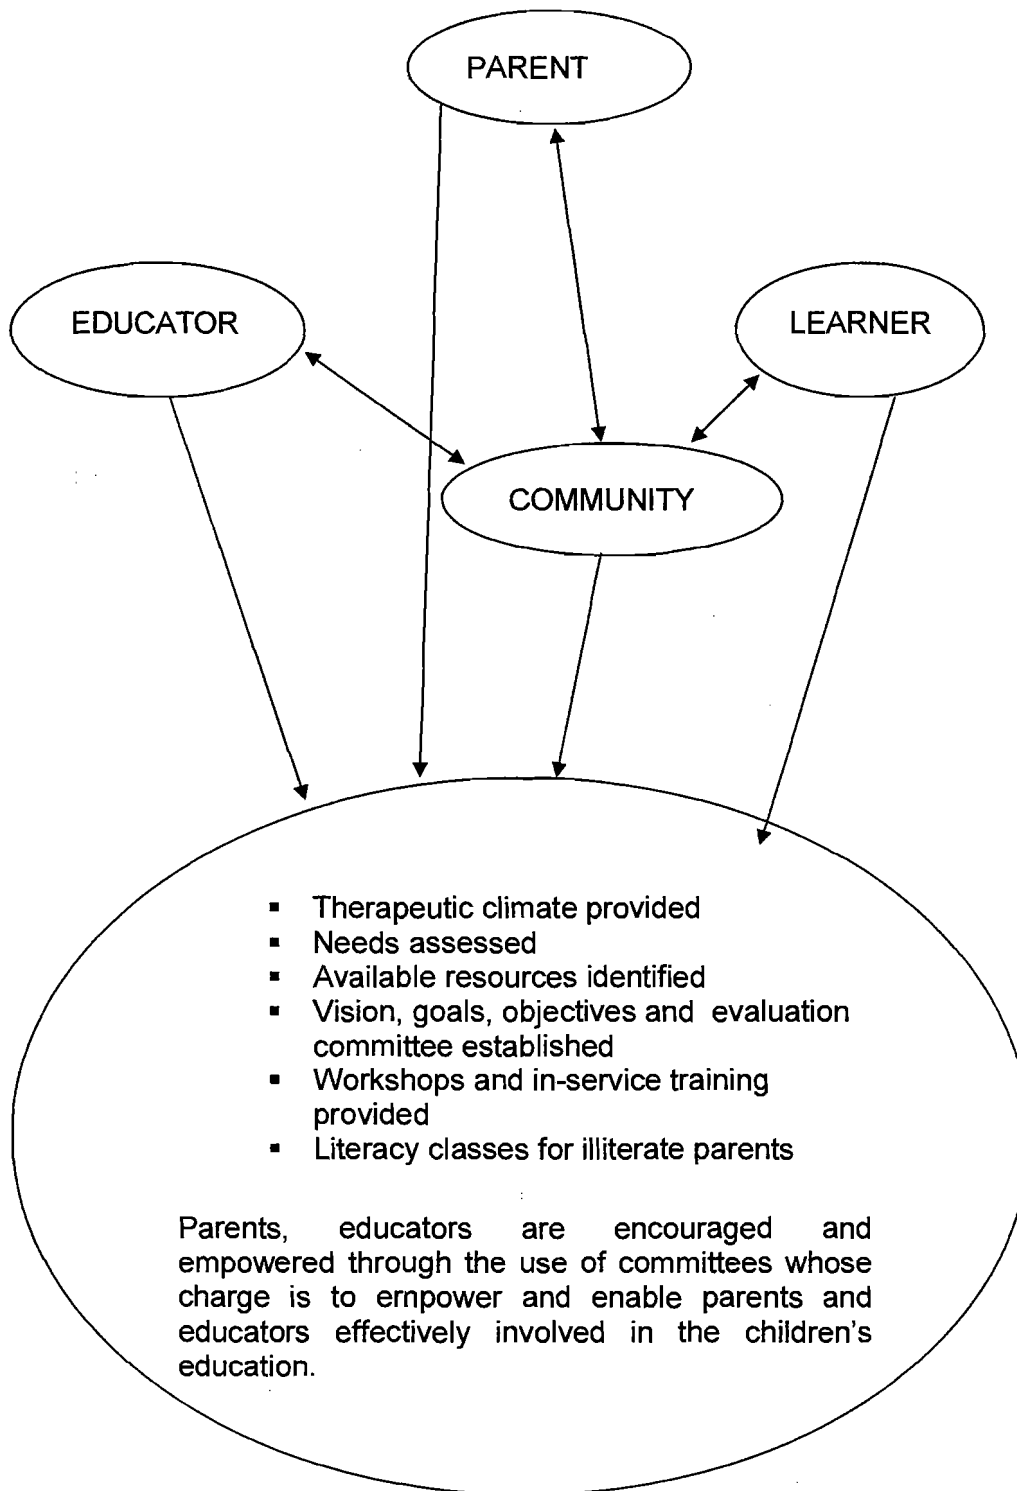 PARENT
EDUCATOR
LEARNER
COMMUNITY
▪ Therapeutic climate provided
▪ Needs assessed
▪ Available resources identified
▪ Vision, goals, objectives and evaluation
committee established
▪ Workshops and in-service training
provided
▪ Literacy classes for illiterate parents
Parents, educators are encouraged and
empowered through the use of committees whose
charge is to empower and enable parents and
educators effectively involved in the children's
education.